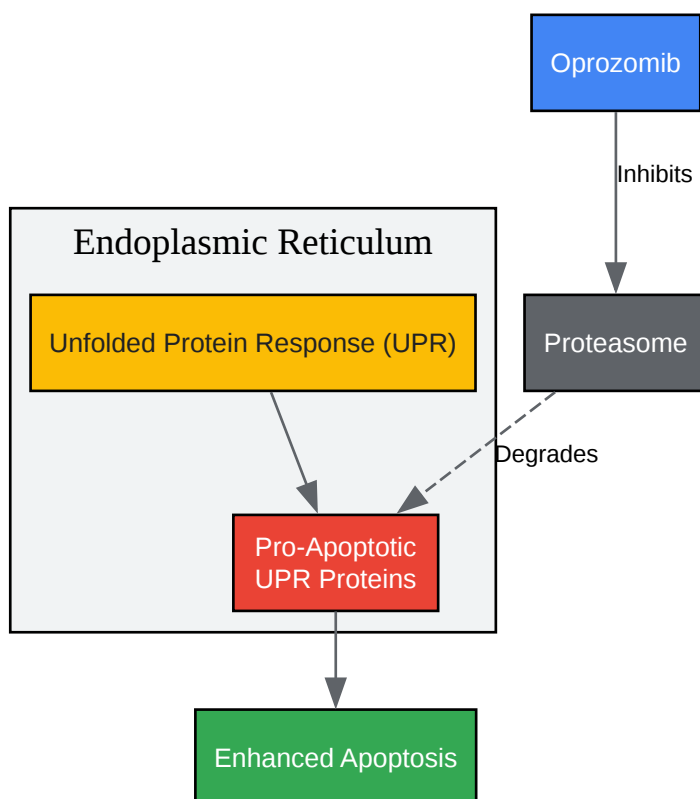 Oprozomib
Inhibits
Endoplasmic Reticulum
Unfolded Protein Response (UPR)
Proteasome
Degrades
Pro-Apoptotic
UPR Proteins
Enhanced Apoptosis